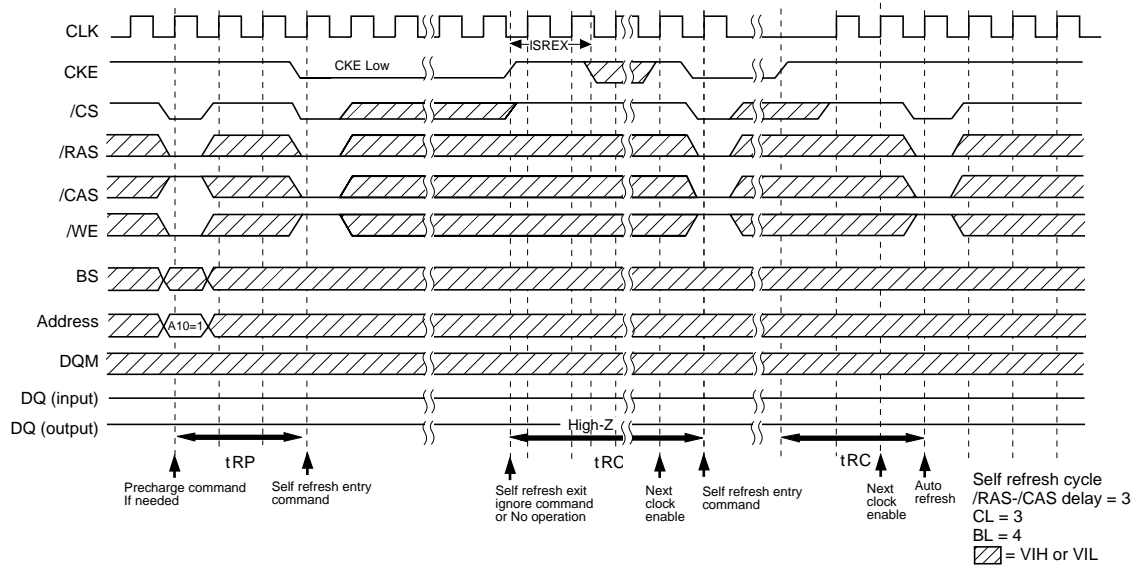 CLK
lSREX
CKE
CKE Low
/CS
/RAS
/CAS
/WE
BS
Address
A10=1
DQM
DQ (input)
DQ (output)
High-Z
tRP
tRC
tRC
Precharge command
If needed
Self refresh entry
command
Self refresh exit
ignore command
or No operation
Next
clock
enable
Self refresh entry
command
Next
clock
enable
Auto
refresh
Self refresh cycle
/RAS-/CAS delay = 3
CL = 3
BL = 4
= VIH or VIL